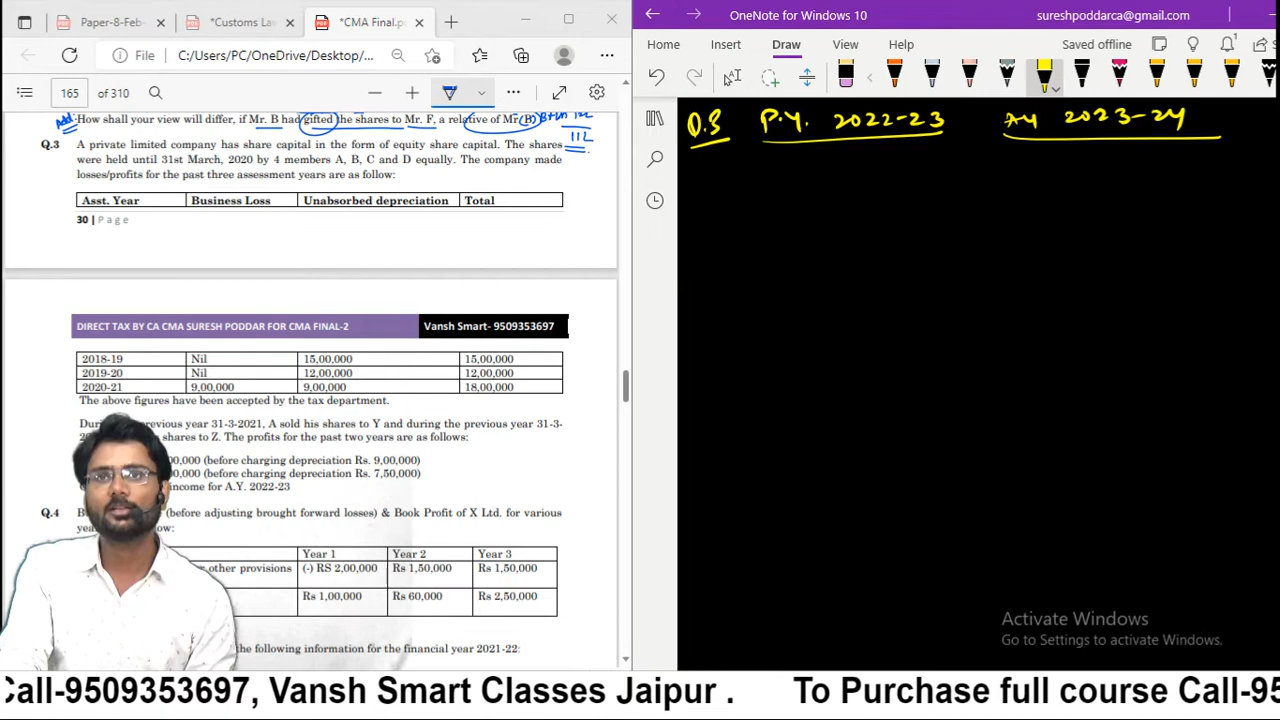 Paper-8-Feb-
*Customs La
*CMA Final.p
File
C:/Users/PC/OneDrive/Desktop/...
165 of 310
How shall your view will differ, if Mr. B had gifted the shares to Mr. F, a relative of Mr. B)
Q.3 A private limited company has share capital in the form of equity share capital. The shares
were held until 31st March, 2020 by 4 members A, B, C and D equally. The company made
losses/profits for the past three assessment years are as follow:
Asst. Year Business Loss Unabsorbed depreciation Total
30 | Page
DIRECT TAX BY CA CMA SURESH PODDAR FOR CMA FINAL-2 Vansh Smart- 9509353697
2018-19 Nil 15,00,000 15,00,000
2019-20 Nil 12,00,000 12,00,000
2020-21 9,00,000 9,00,000 18,00,000
The above figures have been accepted by the tax department.
previous year 31-3-2021, A sold his shares to Y and during the previous year 31-3-
shares to Z. The profits for the past two years are as follows:
00,000 (before charging depreciation Rs. 9,00,000)
00,000 (before charging depreciation Rs. 7,50,000)
income for A.Y. 2022-23
Q.4 (before adjusting brought forward losses) & Book Profit of X Ltd. for various
Year 1 Year 2 Year 3
other provisions (-) RS 2,00,000 Rs 1,50,000 Rs 1,50,000
Rs 1,00,000 Rs 60,000 Rs 2,50,000
the following information for the financial year 2021-22:
OneNote for Windows 10 sureshpoddarca@gmail.com
Home Insert Draw View Help Saved offline
Q.3 P.Y. 2022-23 AY 2023-24
Activate Windows
Go to Settings to activate Windows.
Call-9509353697, Vansh Smart Classes Jaipur . To Purchase full course Call-95